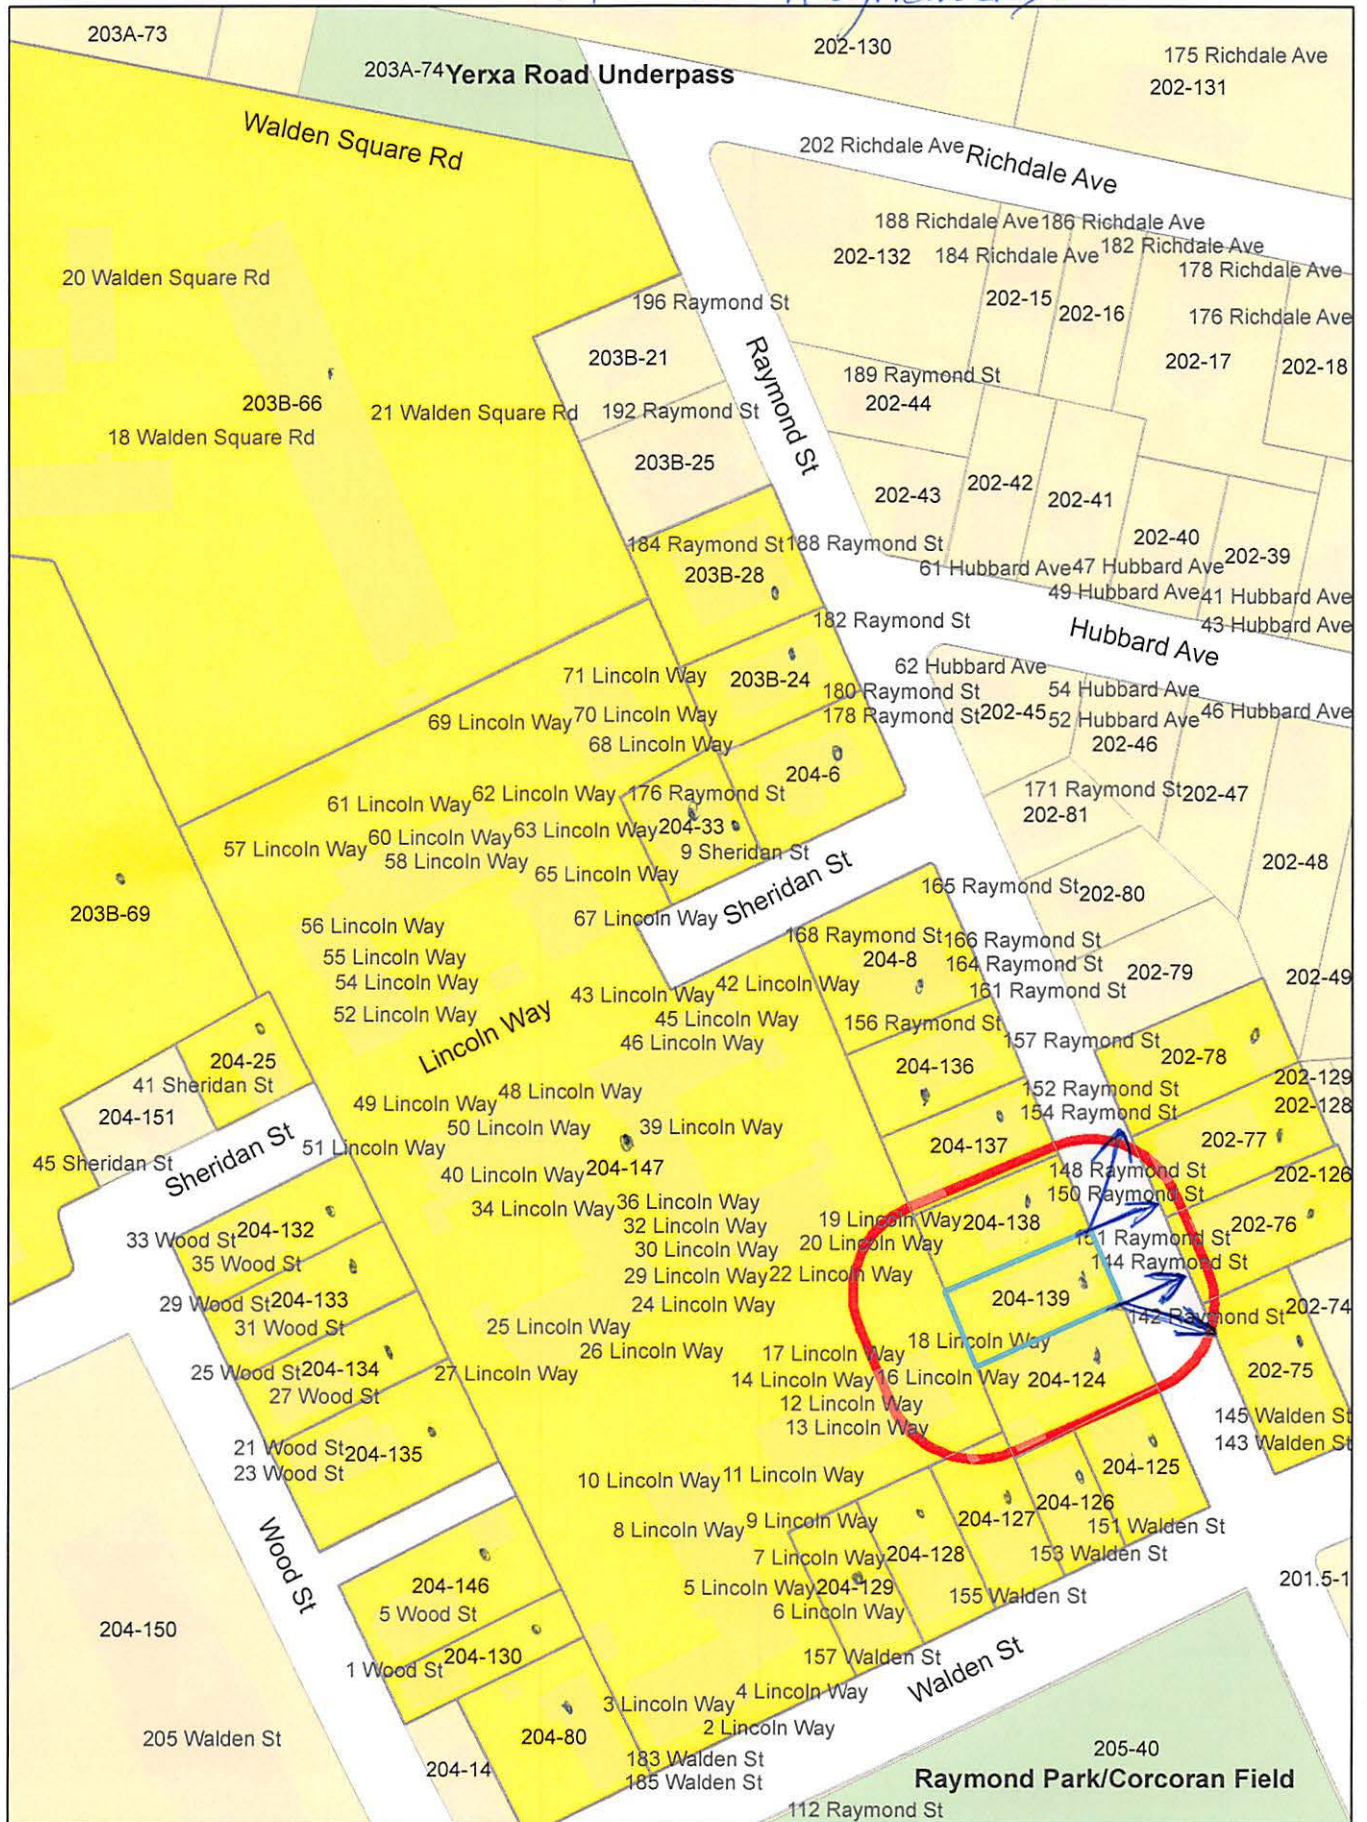 203A-73
202-130
175 Richdale Ave
203A-74
Yerxa Road Underpass
202-131
Walden Square Rd
202 Richdale Ave
Richdale Ave
188 Richdale Ave
186 Richdale Ave
202-132
184 Richdale Ave
182 Richdale Ave
178 Richdale Ave
20 Walden Square Rd
196 Raymond St
202-15
202-16
176 Richdale Ave
203B-21
Raymond St
202-17
202-18
189 Raymond St
202-44
203B-66
21 Walden Square Rd
192 Raymond St
18 Walden Square Rd
203B-25
202-43
202-42
202-41
184 Raymond St
188 Raymond St
202-40
202-39
203B-28
61 Hubbard Ave
47 Hubbard Ave
49 Hubbard Ave
41 Hubbard Ave
182 Raymond St
Hubbard Ave
43 Hubbard Ave
71 Lincoln Way
203B-24
62 Hubbard Ave
180 Raymond St
54 Hubbard Ave
69 Lincoln Way
70 Lincoln Way
178 Raymond St
202-45
52 Hubbard Ave
46 Hubbard Ave
68 Lincoln Way
202-46
204-6
61 Lincoln Way
62 Lincoln Way
176 Raymond St
171 Raymond St
202-47
202-81
60 Lincoln Way
63 Lincoln Way
204-33
57 Lincoln Way
58 Lincoln Way
9 Sheridan St
65 Lincoln Way
202-48
203B-69
67 Lincoln Way
Sheridan St
165 Raymond St
202-80
56 Lincoln Way
168 Raymond St
166 Raymond St
55 Lincoln Way
204-8
164 Raymond St
202-79
202-49
54 Lincoln Way
43 Lincoln Way
42 Lincoln Way
161 Raymond St
52 Lincoln Way
Lincoln Way
45 Lincoln Way
156 Raymond St
46 Lincoln Way
157 Raymond St
202-78
204-25
204-136
41 Sheridan St
202-129
48 Lincoln Way
152 Raymond St
49 Lincoln Way
154 Raymond St
202-128
204-151
50 Lincoln Way
39 Lincoln Way
204-137
202-77
Sheridan St
51 Lincoln Way
45 Sheridan St
40 Lincoln Way
204-147
148 Raymond St
202-126
150 Raymond St
34 Lincoln Way
36 Lincoln Way
19 Lincoln Way
204-138
204-132
32 Lincoln Way
202-76
33 Wood St
30 Lincoln Way
20 Lincoln Way
151 Raymond St
35 Wood St
29 Lincoln Way
22 Lincoln Way
144 Raymond St
29 Wood St
204-133
24 Lincoln Way
204-139
202-74
31 Wood St
25 Lincoln Way
142 Raymond St
26 Lincoln Way
17 Lincoln Way
18 Lincoln Way
25 Wood St
204-134
27 Lincoln Way
14 Lincoln Way
16 Lincoln Way
204-124
202-75
27 Wood St
12 Lincoln Way
13 Lincoln Way
145 Walden St
21 Wood St
204-135
143 Walden St
23 Wood St
10 Lincoln Way
11 Lincoln Way
204-125
204-126
8 Lincoln Way
9 Lincoln Way
204-127
151 Walden St
Wood St
7 Lincoln Way
204-128
153 Walden St
204-146
5 Lincoln Way
204-129
155 Walden St
201.5-1
5 Wood St
6 Lincoln Way
204-150
1 Wood St
204-130
157 Walden St
Walden St
3 Lincoln Way
4 Lincoln Way
205 Walden St
204-80
2 Lincoln Way
183 Walden St
205-40
204-14
185 Walden St
Raymond Park/Corcoran Field
112 Raymond St